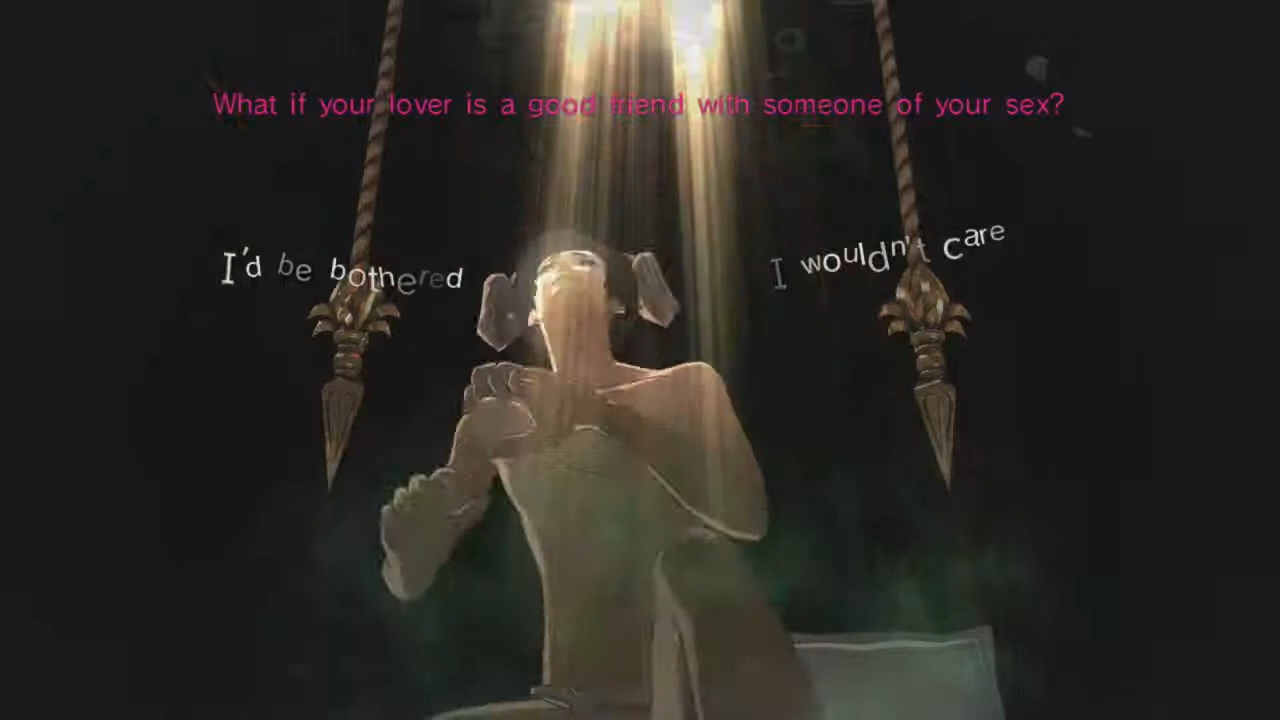 What if your lover is a good friend with someone of your sex?
I'd be bothered
I wouldn't care